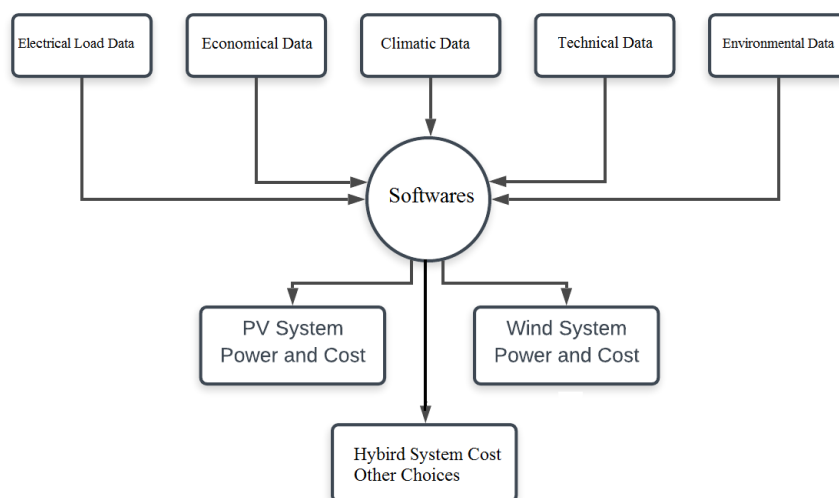 Electrical Load Data
Economical Data
Climatic Data
Technical Data
Environmental Data
Softwares
PV System
Power and Cost
Wind System
Power and Cost
Hybird System Cost
Other Choices